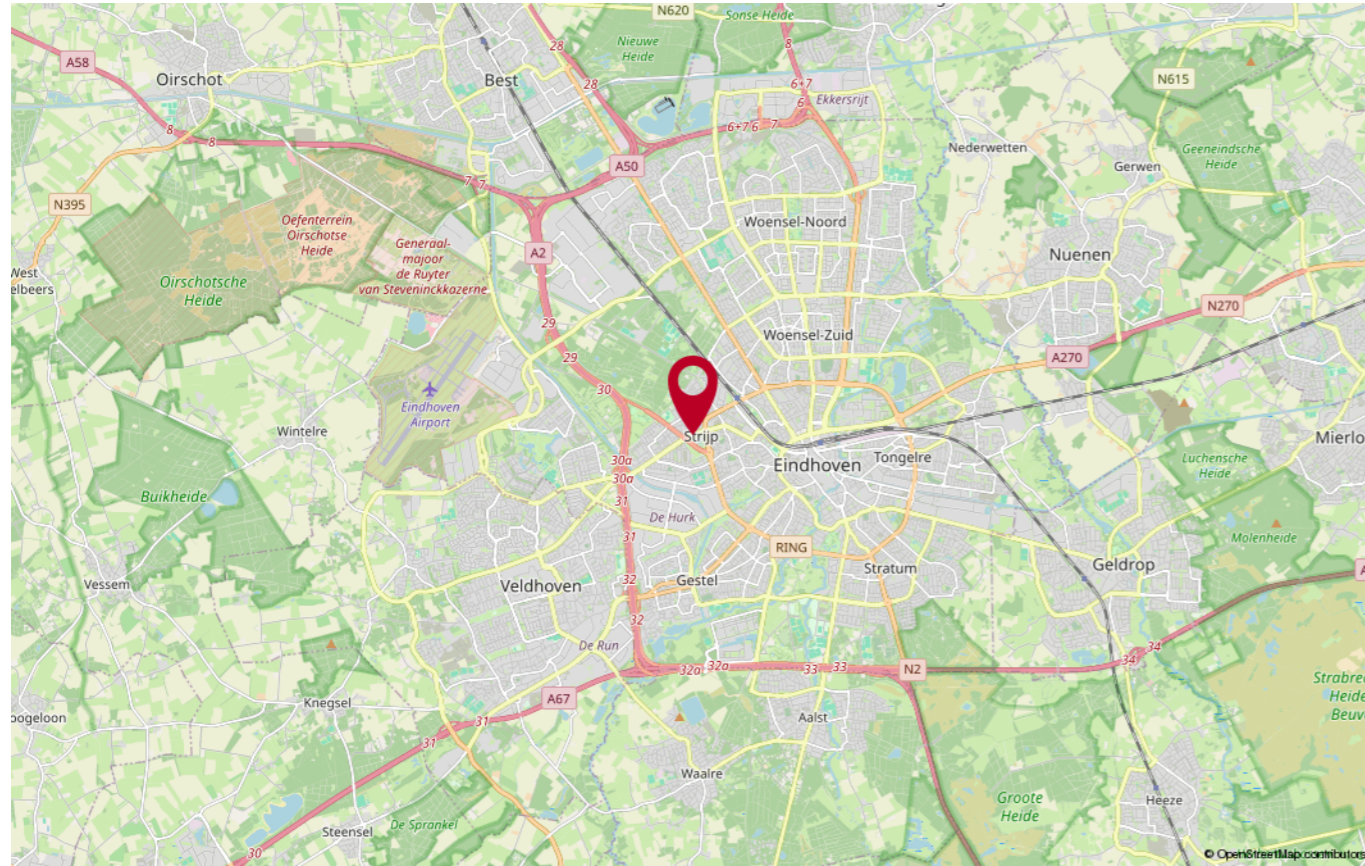 N620
Sonse Heide
28
Nieuwe
Heide
8
A58
Oirschot
Best
28
6+7
N615
Ekkersrijt
6
6+7
6
7
8
8
Nederwetten
Geeneindsche
Heide
A50
Gerwen
7
7
N395
Oefenterrein
Oirschotse
Heide
Generaal-
majoor
de Ruyter
van Steveninckkazerne
Woensel-Noord
A2
Nuenen
West
elbeers
Oirschotsche
Heide
29
N270
Woensel-Zuid
29
A270
30
Eindhoven
Airport
Wintelre
Strijp
Mierlo
Eindhoven
Tongelre
30a
Luchensche
Heide
30a
Buikheide
31
De Hurk
31
Molenheide
RING
Geldrop
Vessem
32
Gestel
Stratum
Veldhoven
32
De Run
34
34
32a
32a
33
33
N2
Strabre
Heide
Beuv
A67
Knegsel
oogeloon
31
31
Aalst
Waalre
Groote
Heide
Heeze
De Sprankel
Steensel
30
© OpenStreetMap contributors